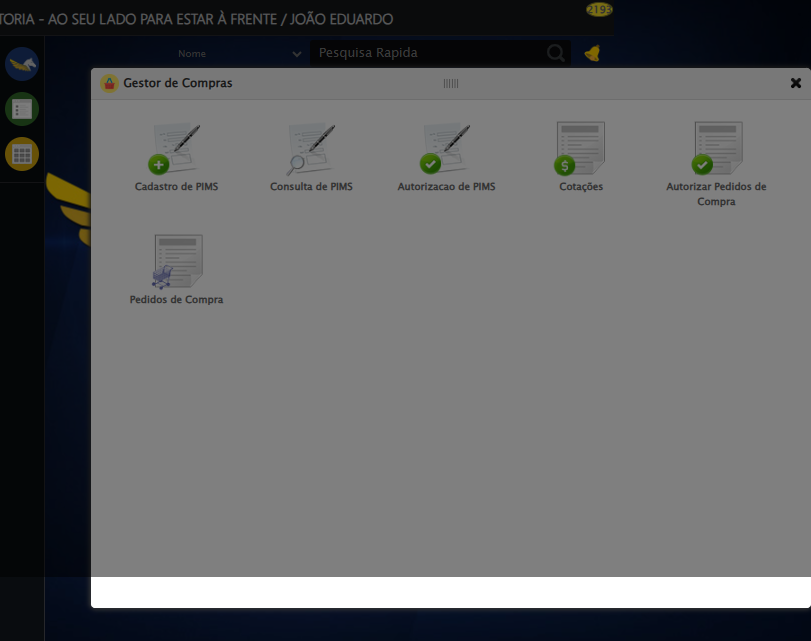 TORIA - AO SEU LADO PARA ESTAR À FRENTE / JOÃO EDUARDO
2193
Nome
Pesquisa Rapida
Gestor de Compras
Cadastro de PIMS
Consulta de PIMS
Autorizacao de PIMS
Cotações
Autorizar Pedidos de
Compra
Pedidos de Compra